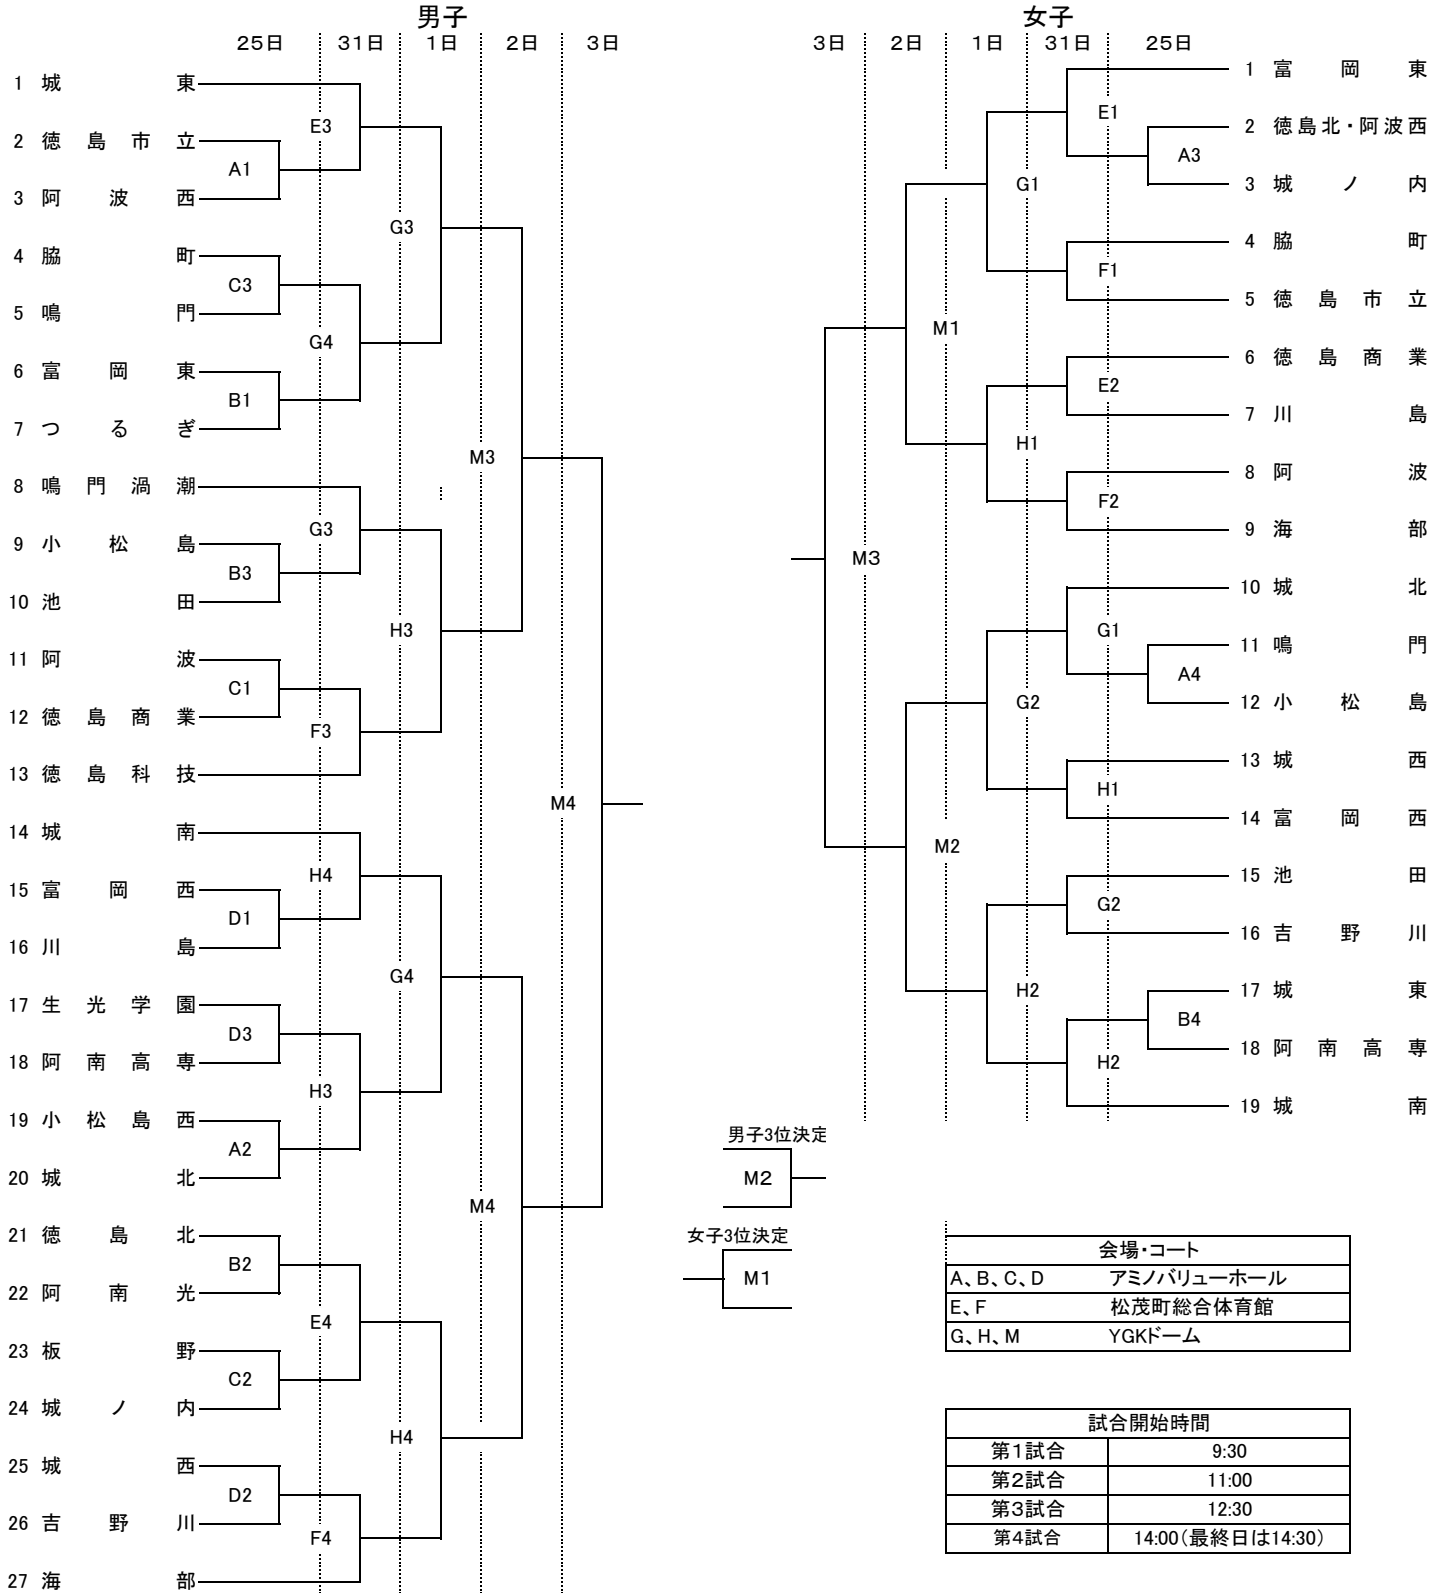 男子
25日 31日 1日 2日 3日
1 城東
E3
2 徳島市立
A1
3 阿波西
G3
4 脇町
C3
5 鳴門
G4
6 富岡東
B1
7 つるぎ
M3
8 鳴門渦潮
G3
9 小松島
B3
10 池田
H3
11 阿波
C1
12 徳島商業
F3
13 徳島科技
M4
14 城南
H4
15 富岡西
D1
16 川島
G4
17 生光学園
D3
18 阿南高専
H3
19 小松島西
A2
20 城北
M4
21 徳島北
B2
22 阿南光
E4
23 板野
C2
24 城ノ内
H4
25 城西
D2
26 吉野川
F4
27 海部
女子
3日 2日 1日 31日 25日
1 富岡東
E1
2 徳島北・阿波西
A3
3 城ノ内
G1
4 脇町
F1
5 徳島市立
M1
6 徳島商業
E2
7 川島
H1
8 阿波
F2
9 海部
M3
10 城北
G1
11 鳴門
A4
12 小松島
G2
13 城西
H1
14 富岡西
M2
15 池田
G2
16 吉野川
H2
17 城東
B4
18 阿南高専
H2
19 城南
男子3位決定
M2
女子3位決定
M1
会場・コート
A、B、C、D アミノバリューホール
E、F 松茂町総合体育館
G、H、M YGKドーム
試合開始時間
第1試合 9:30
第2試合 11:00
第3試合 12:30
第4試合 14:00(最終日は14:30)